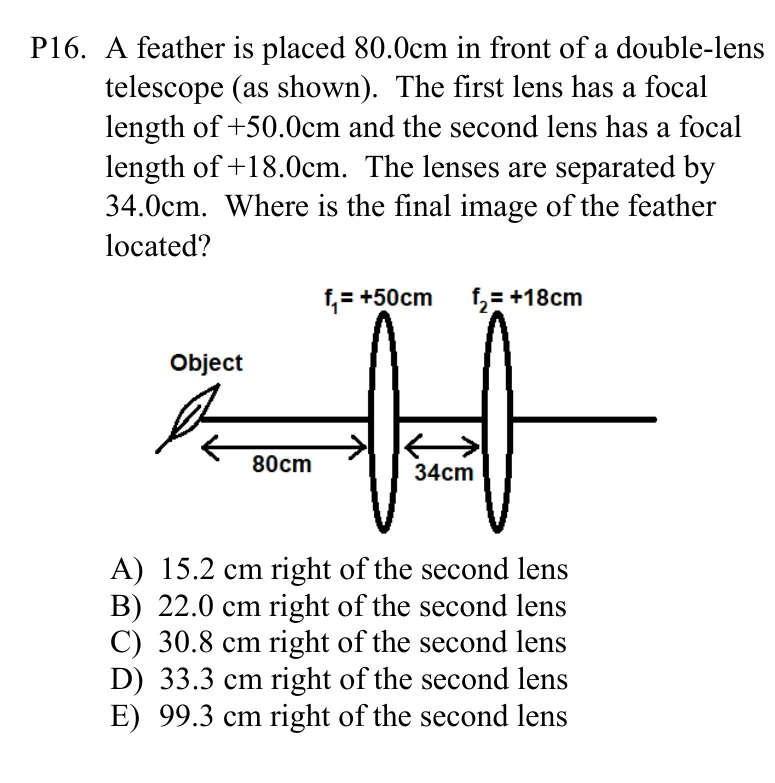 P16. A feather is placed 80.0cm in front of a double-lens
telescope (as shown). The first lens has a focal
length of +50.0cm and the second lens has a focal
length of +18.0cm. The lenses are separated by
34.0cm. Where is the final image of the feather
located?
f₁= +50cm f₂= +18cm
Object
80cm
34cm
A) 15.2 cm right of the second lens
B) 22.0 cm right of the second lens
C) 30.8 cm right of the second lens
D) 33.3 cm right of the second lens
E) 99.3 cm right of the second lens